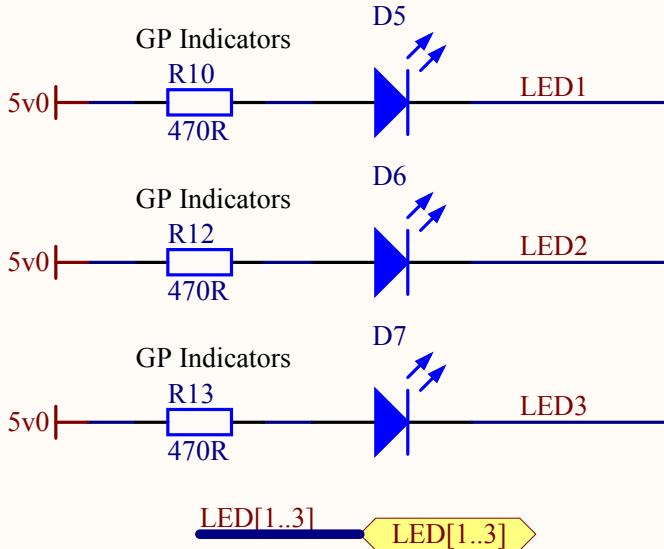 D5
GP Indicators
R10
5v0
LED1
470R
D6
GP Indicators
R12
5v0
LED2
470R
D7
GP Indicators
R13
5v0
LED3
470R
LED[1..3]
LED[1..3]